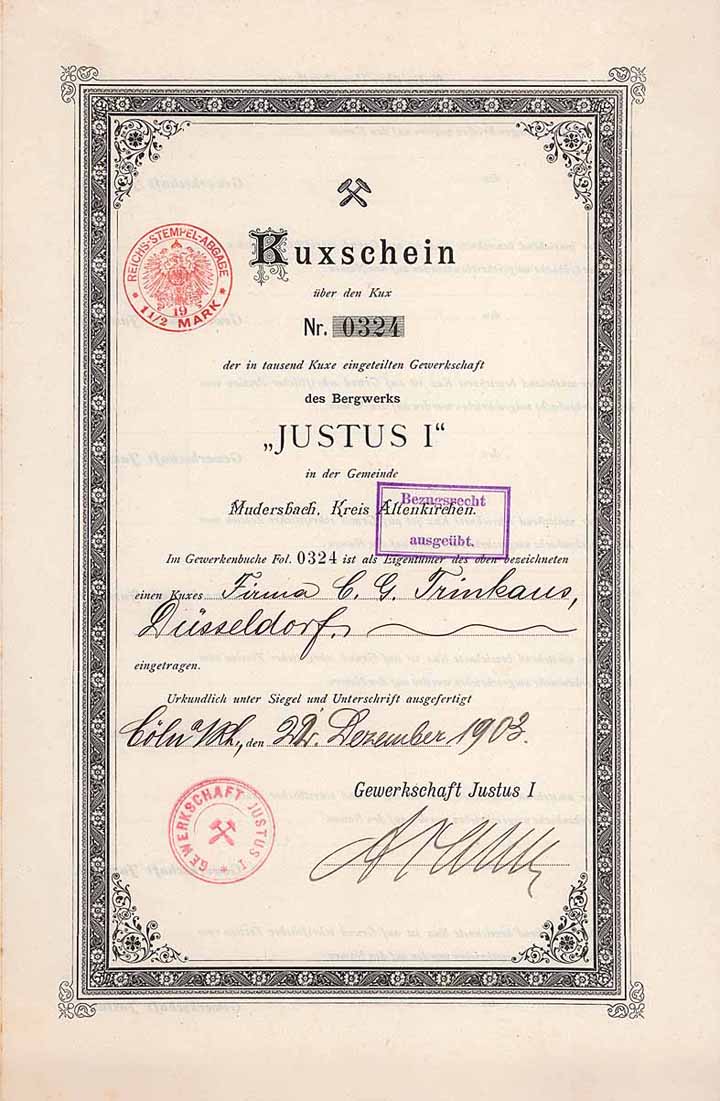 REICHS-STEMPEL-ABGABE
19
* 1 1/2 MARK *
Kuxschein
über den Kux
Nr. 0324
der in tausend Kuxe eingeteilten Gewerkschaft
des Bergwerks
„JUSTUS I“
in der Gemeinde
Mudersbach, Kreis Altenkirchen.
Bezugsrecht
ausgeübt.
Im Gewerkenbuche Fol. 0324 ist als Eigentümer des oben bezeichneten
einen Kuxes Firma C. G. Trinkaus,
Düsseldorf,
eingetragen.
Urkundlich unter Siegel und Unterschrift ausgefertigt
Cöln a/Rh., den Dezember 1903.
Gewerkschaft Justus I
GEWERKSCHAFT JUSTUS I *